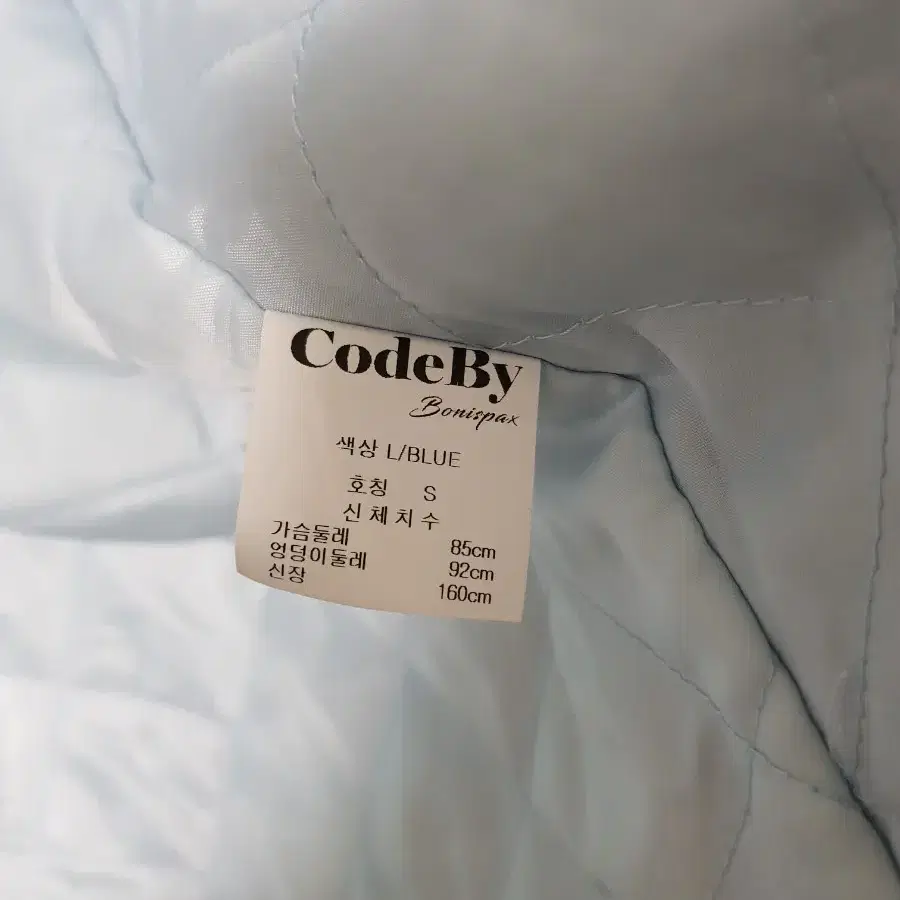 CodeBy
Bonispax
색상 L/BLUE
호칭 S
신체치수
가슴둘레 85cm
엉덩이둘레 92cm
신장 160cm